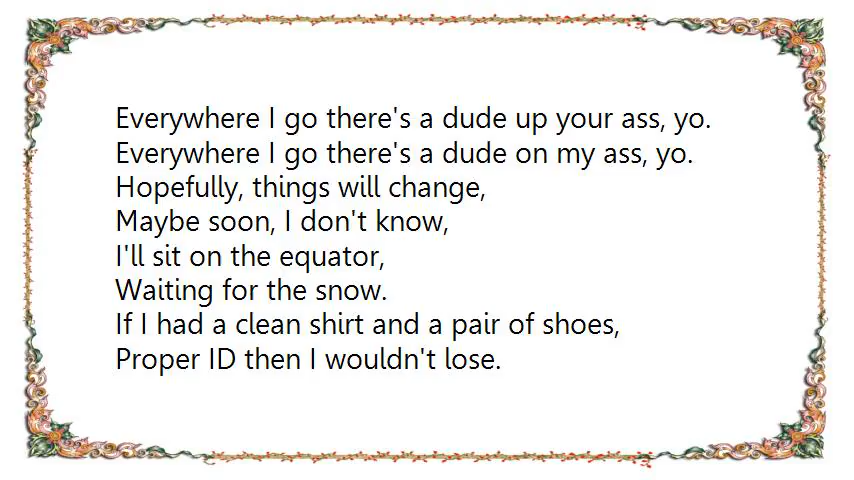 Everywhere I go there's a dude up your ass, yo.
Everywhere I go there's a dude on my ass, yo.
Hopefully, things will change,
Maybe soon, I don't know,
I'll sit on the equator,
Waiting for the snow.
If I had a clean shirt and a pair of shoes,
Proper ID then I wouldn't lose.